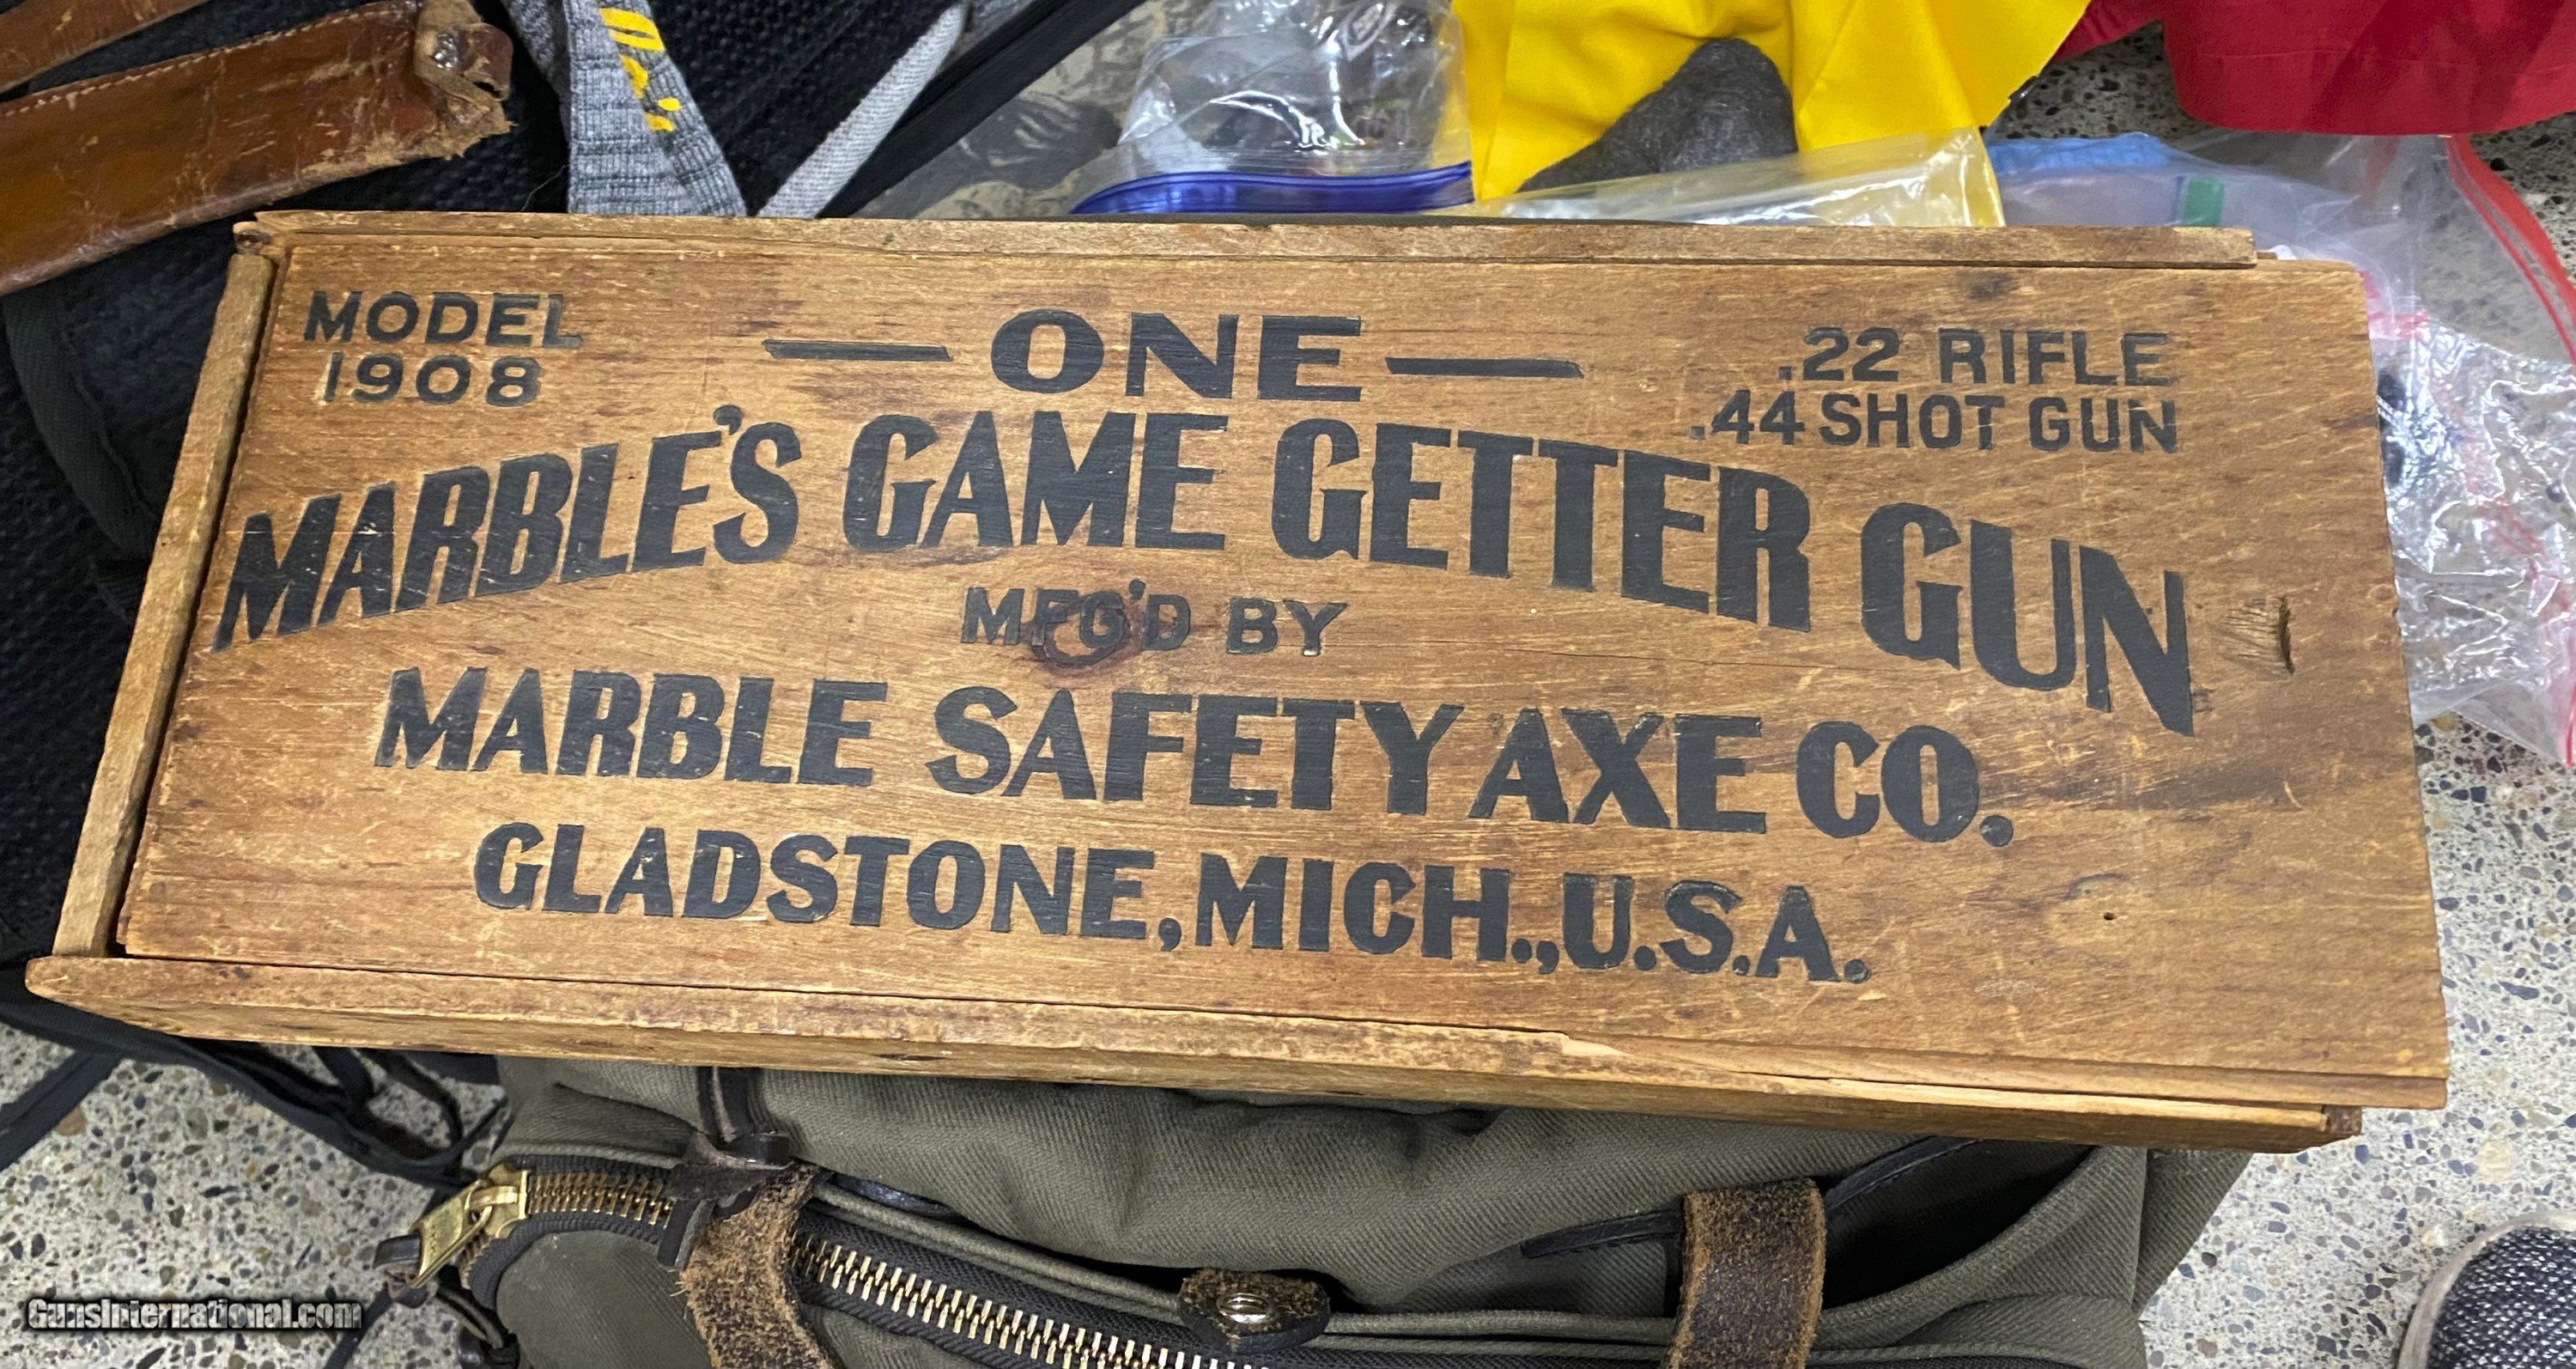 MODEL
1908
— ONE —
.22 RIFLE
.44 SHOT GUN
MARBLE'S GAME GETTER GUN
MFG'D BY
MARBLE SAFETY AXE CO.
GLADSTONE, MICH., U.S.A.
GunsInternational.com